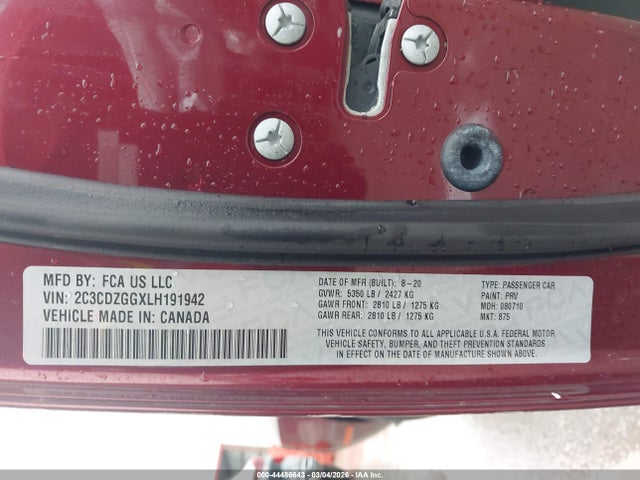 MFD BY: FCA US LLC
VIN: 2C3CDZGGXLH191942
VEHICLE MADE IN: CANADA
DATE OF MFR (BUILT): 8-20
GVWR: 5350 LB / 2427 KG
GAWR FRONT: 2810 LB / 1275 KG
GAWR REAR: 2810 LB / 1275 KG
TYPE: PASSENGER CAR
PAINT: PRV
MDH: 080710
MKT: 875
THIS VEHICLE CONFORMS TO ALL APPLICABLE U.S.A. FEDERAL MOTOR
VEHICLE SAFETY, BUMPER, AND THEFT PREVENTION STANDARDS
IN EFFECT ON THE DATE OF MANUFACTURE SHOWN ABOVE.
000-44486643 - 03/04/2026 - IAA Inc.